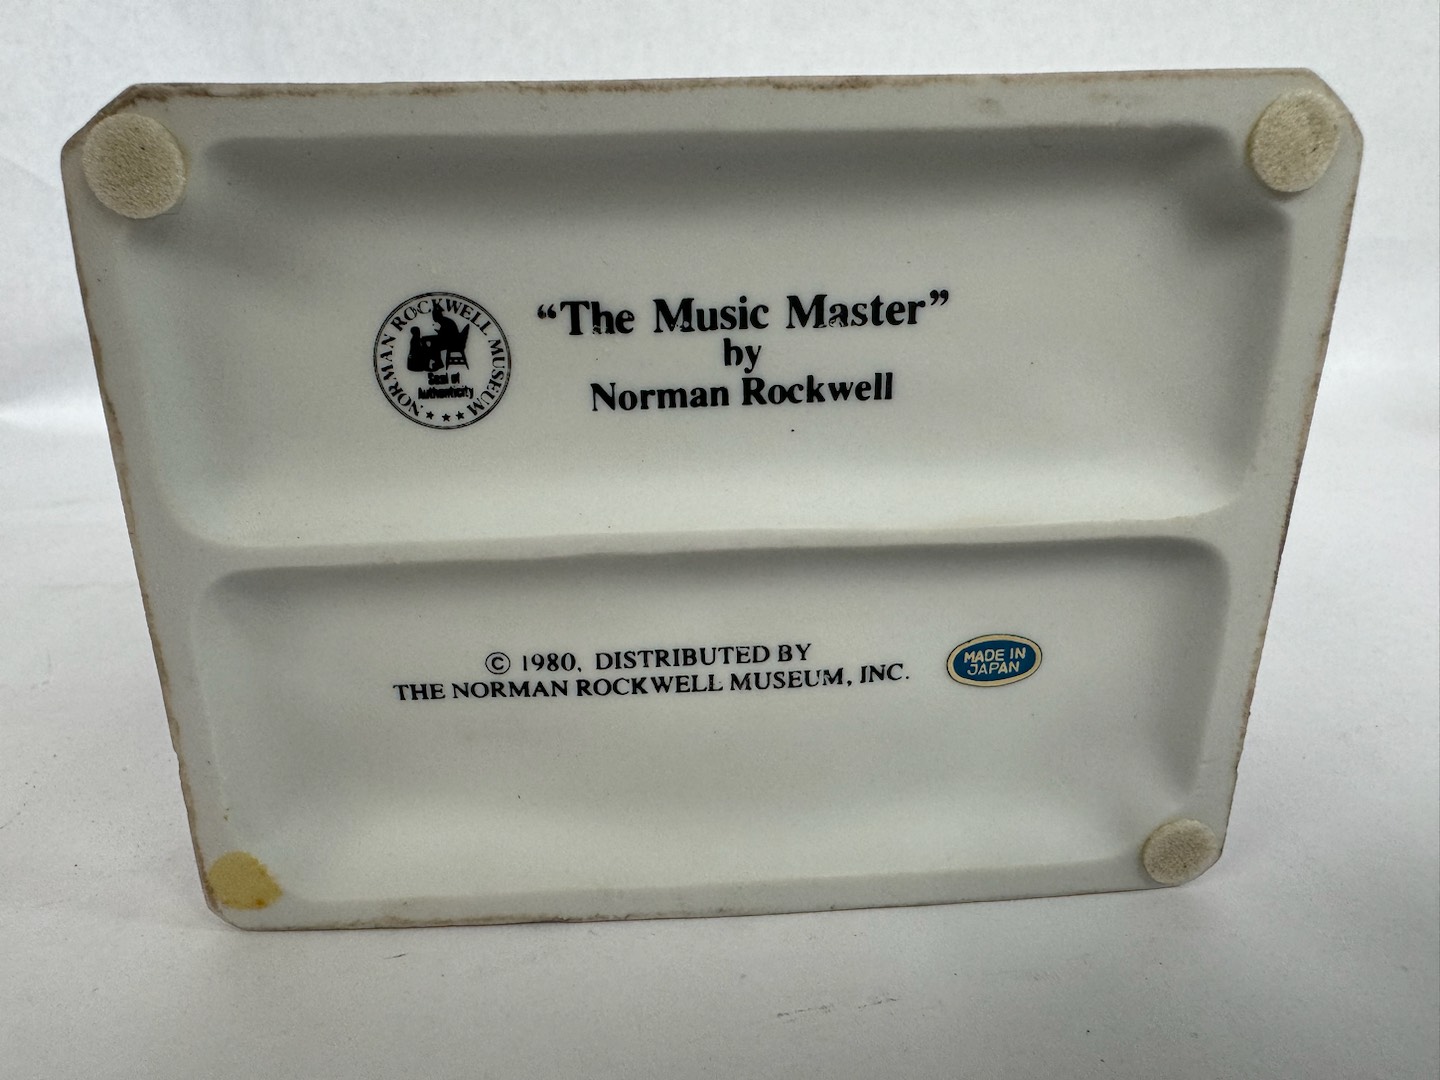 NORMAN ROCKWELL MUSEUM
Seal of
Authenticity
“The Music Master”
by
Norman Rockwell
© 1980, DISTRIBUTED BY
THE NORMAN ROCKWELL MUSEUM, INC.
MADE IN
JAPAN